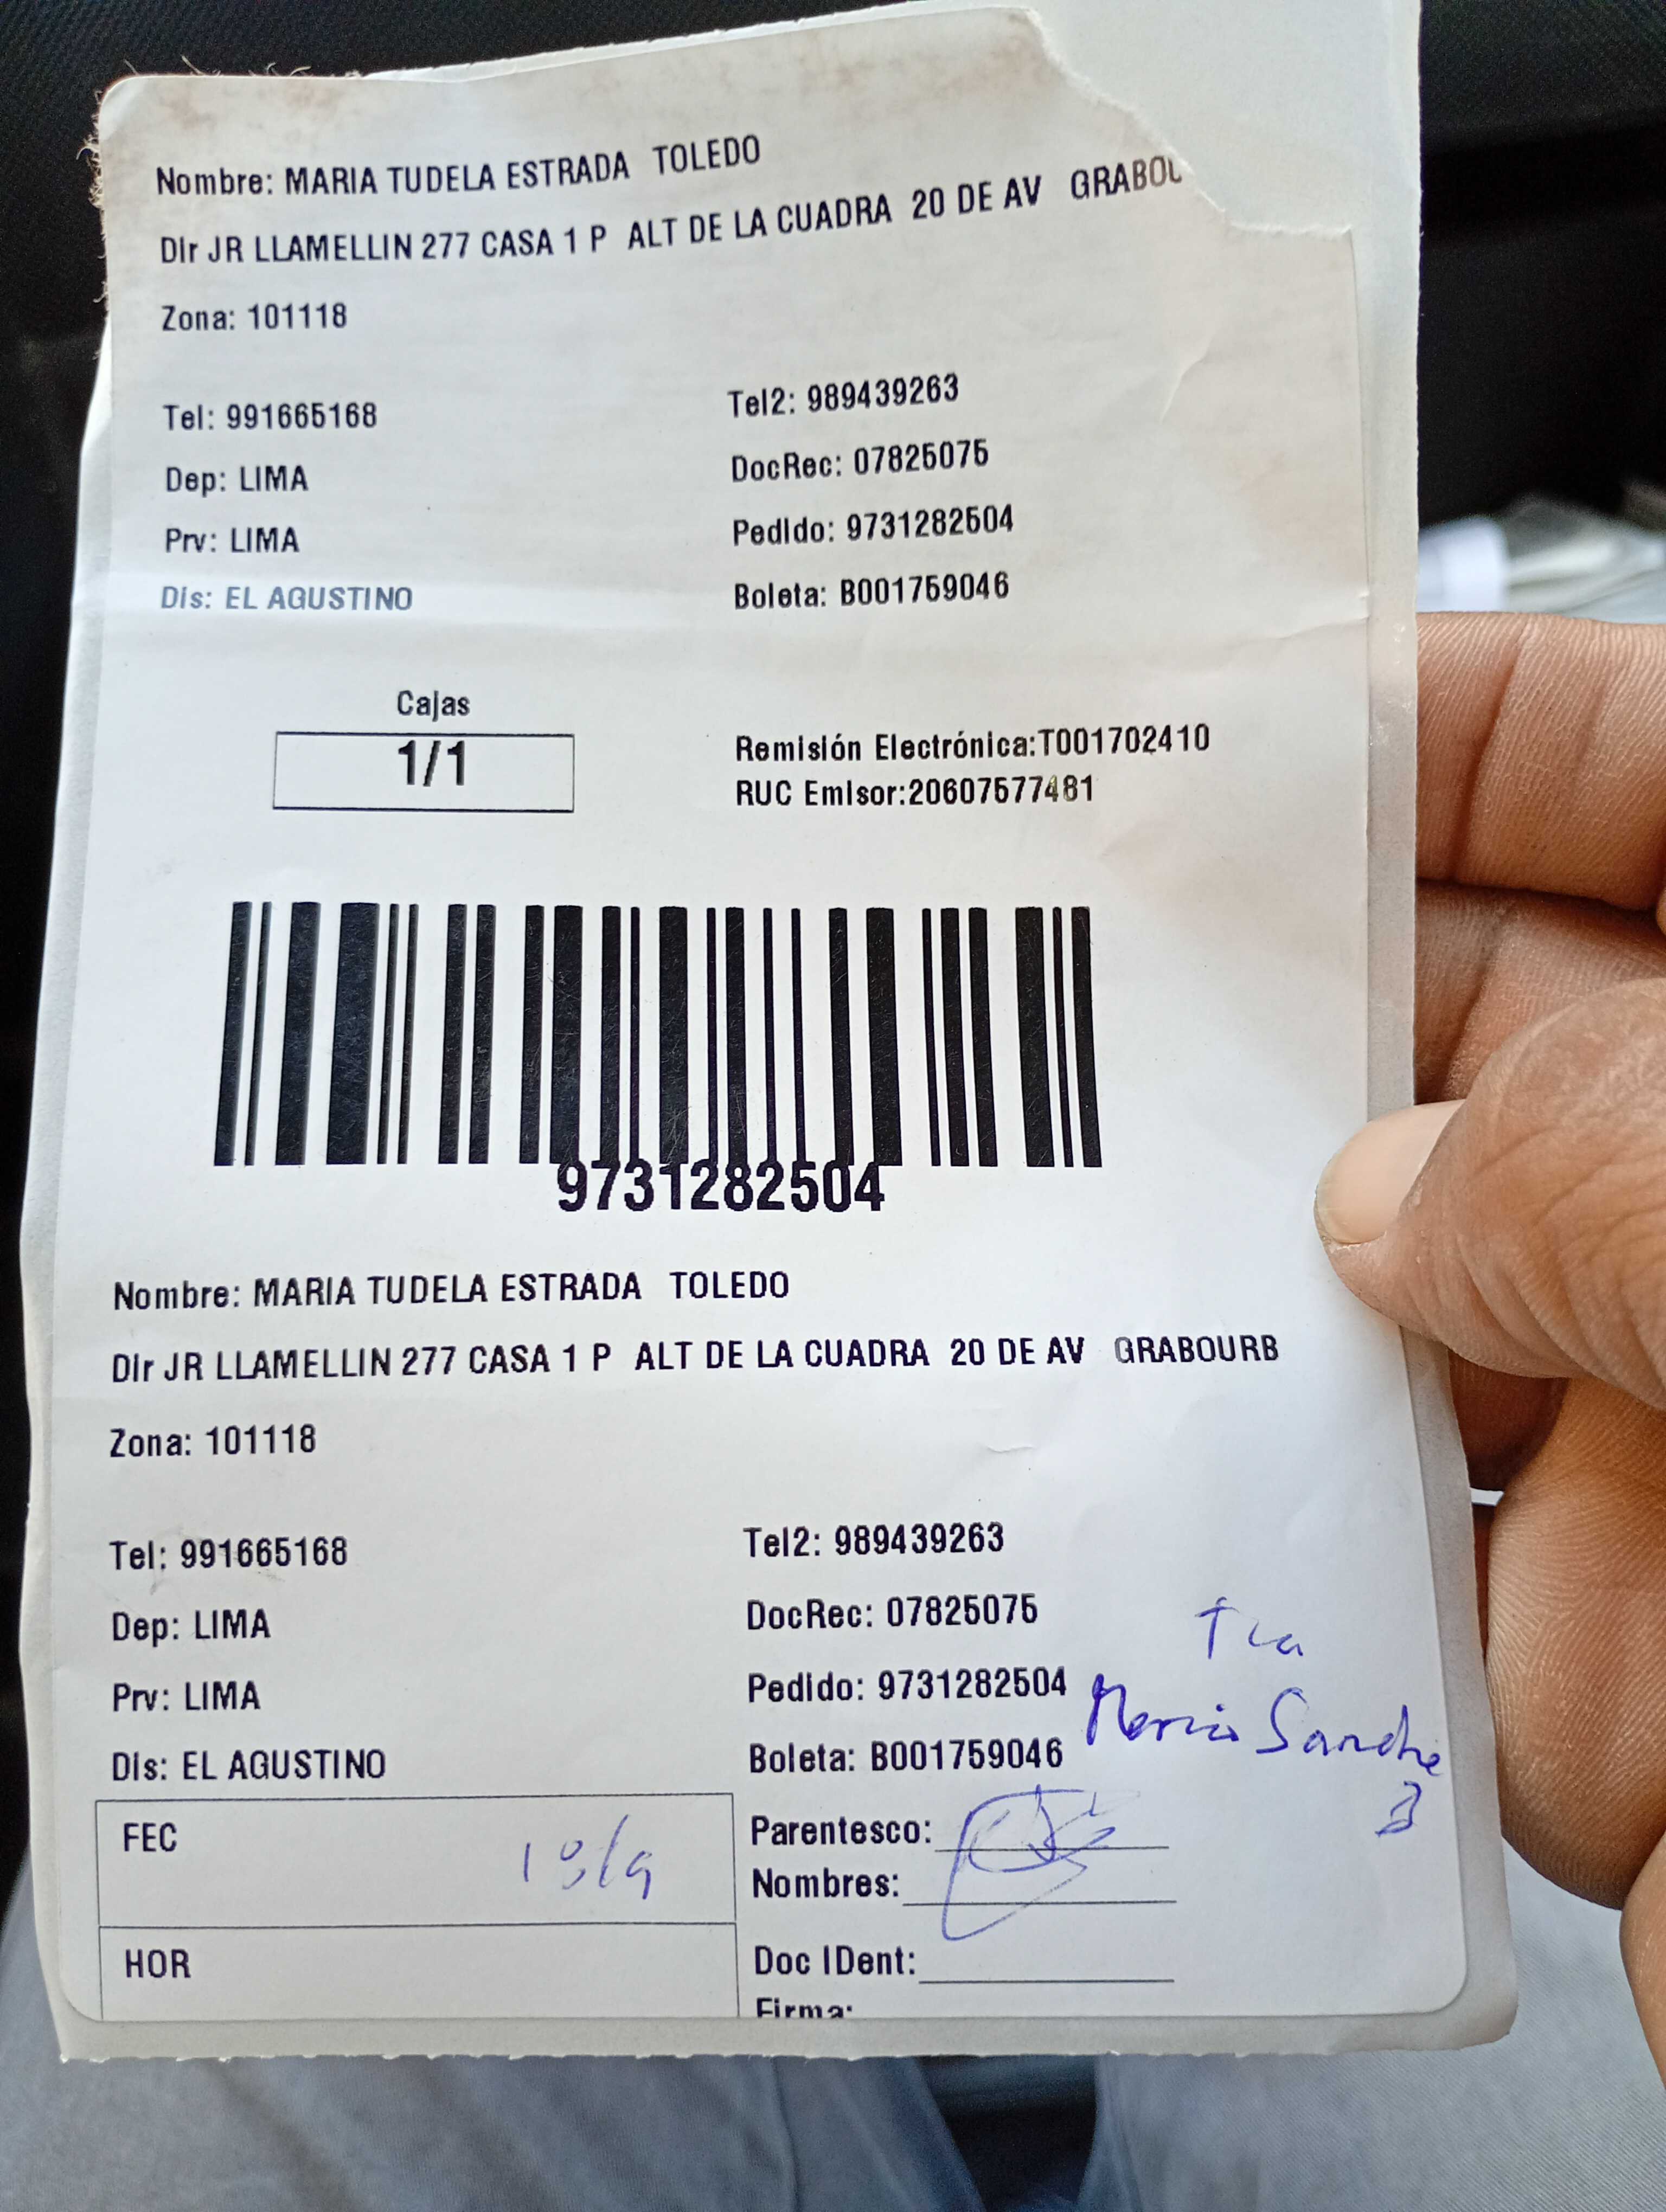 Nombre: MARIA TUDELA ESTRADA TOLEDO
Dir JR LLAMELLIN 277 CASA 1 P ALT DE LA CUADRA 20 DE AV GRABOU
Zona: 101118
Tel: 991665168 Tel2: 989439263
Dep: LIMA DocRec: 07825075
Prv: LIMA Pedido: 9731282504
Dis: EL AGUSTINO Boleta: B001759046
Cajas
1/1
Remisión Electrónica:T001702410
RUC Emisor:20607577481
9731282504
Nombre: MARIA TUDELA ESTRADA TOLEDO
Dir JR LLAMELLIN 277 CASA 1 P ALT DE LA CUADRA 20 DE AV GRABOURB
Zona: 101118
Tel: 991665168 Tel2: 989439263
Dep: LIMA DocRec: 07825075
Prv: LIMA Pedido: 9731282504
Dis: EL AGUSTINO Boleta: B001759046
FEC
Parentesco:
Nombres:
HOR
Doc IDent:
Firma: